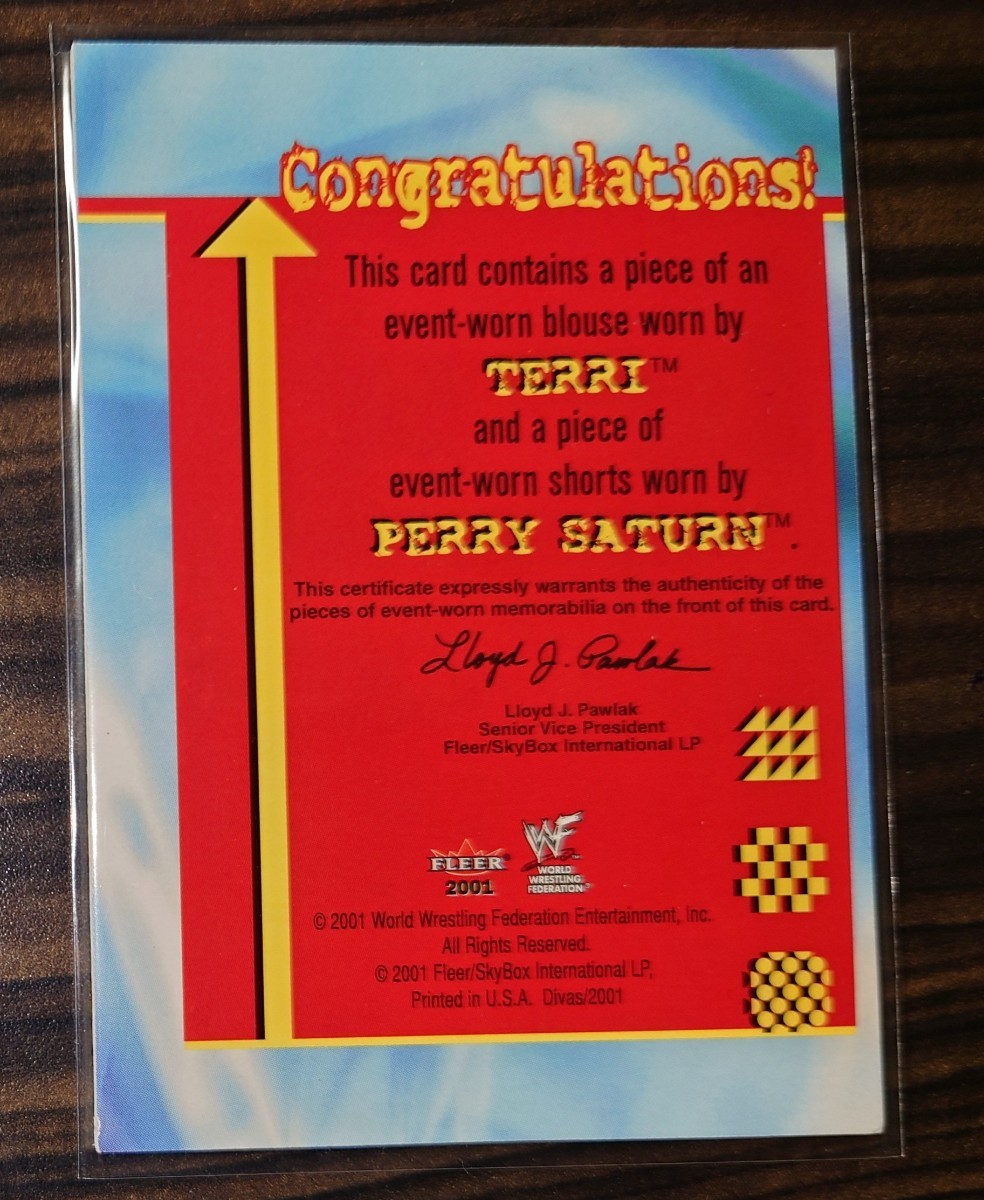 Congratulations!
This card contains a piece of an
event-worn blouse worn by
TERRI™
and a piece of
event-worn shorts worn by
PERRY SATURN™.
This certificate expressly warrants the authenticity of the
pieces of event-worn memorabilia on the front of this card.
Lloyd J. Pawlak
Lloyd J. Pawlak
Senior Vice President
Fleer/SkyBox International LP
FLEER®
2001
WF
WORLD
WRESTLING
FEDERATION
© 2001 World Wrestling Federation Entertainment, Inc.
All Rights Reserved.
© 2001 Fleer/SkyBox International LP,
Printed in U.S.A. Divas/2001